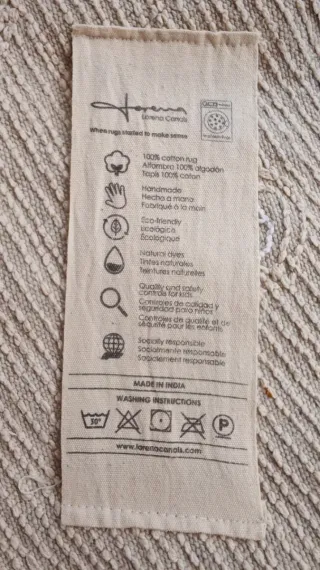 Lorena
Lorena Canals
When rugs started to make sense
100% cotton rug
Alfombra 100% algodón
Tapis 100% coton
Handmade
Hecho a mano
Fabriqué à la main
Eco-friendly
Ecológica
Écologique
Natural dyes
Tintes naturales
Teintures naturelles
Quality and safety
controls for kids
Controles de calidad y
seguridad para niños
Contrôles de qualité et de
sécurité pour les enfants
Socially responsible
Socialmente responsable
Socialement responsable
MADE IN INDIA
WASHING INSTRUCTIONS
30°
P
www.lorenacanals.com